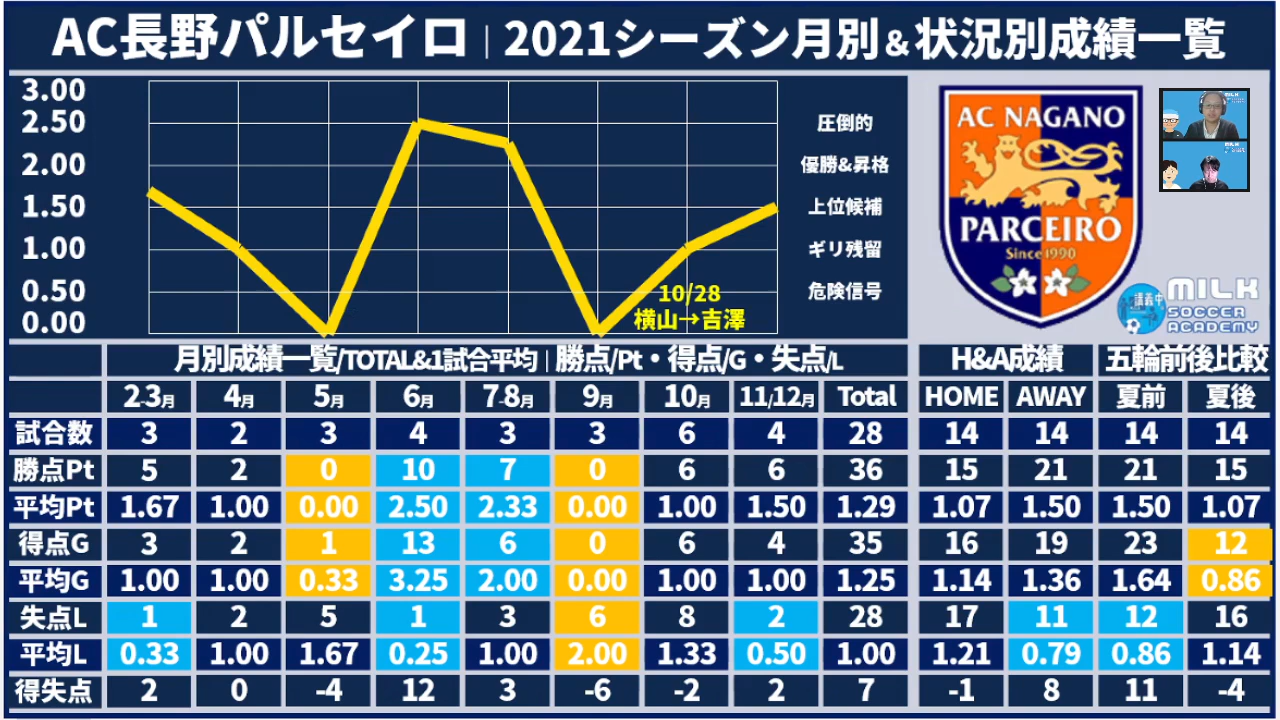 AC長野パルセイロ|2021シーズン月別&状況別成績一覧
3.00
2.50
2.00
1.50
1.00
0.50
0.00
圧倒的
優勝&昇格
上位候補
ギリ残留
危険信号
10/28
横山→吉澤
AC NAGANO
PARCEIRO
Since 1990
講義中
MILK
SOCCER
ACADEMY
月別成績一覧/TOTAL&1試合平均|勝点/Pt・得点/G・失点/L H&A成績 五輪前後比較
2-3月 4月 5月 6月 7-8月 9月 10月 11/12月 Total HOME AWAY 夏前 夏後
試合数 3 2 3 4 3 3 6 4 28 14 14 14 14
勝点Pt 5 2 0 10 7 0 6 6 36 15 21 21 15
平均Pt 1.67 1.00 0.00 2.50 2.33 0.00 1.00 1.50 1.29 1.07 1.50 1.50 1.07
得点G 3 2 1 13 6 0 6 4 35 16 19 23 12
平均G 1.00 1.00 0.33 3.25 2.00 0.00 1.00 1.00 1.25 1.14 1.36 1.64 0.86
失点L 1 2 5 1 3 6 8 2 28 17 11 12 16
平均L 0.33 1.00 1.67 0.25 1.00 2.00 1.33 0.50 1.00 1.21 0.79 0.86 1.14
得失点 2 0 -4 12 3 -6 -2 2 7 -1 8 11 -4